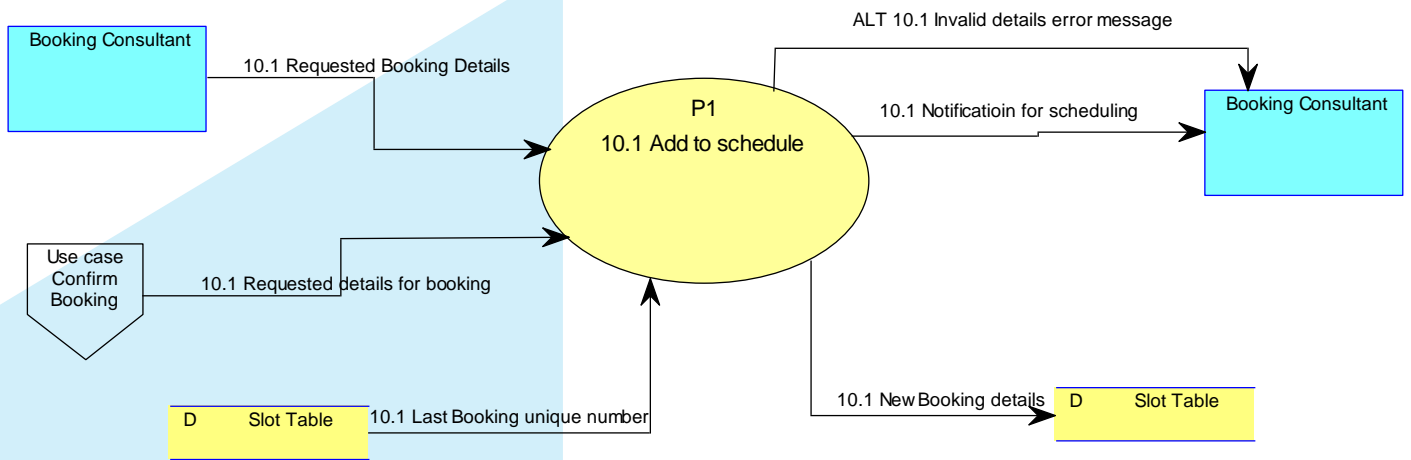 ALT 10.1 Invalid details error message
Booking Consultant
10.1 Requested Booking Details
P1
10.1 Add to schedule
10.1 Notificatioin for scheduling
Booking Consultant
Use case
Confirm
Booking
10.1 Requested details for booking
D Slot Table
10.1 Last Booking unique number
10.1 New Booking details
D Slot Table